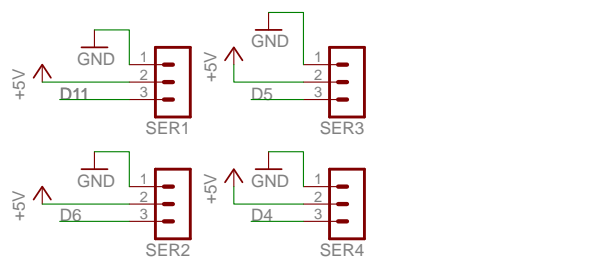 GND
+5V
1
2
3
D11
SER1
GND
+5V
1
2
3
D5
SER3
GND
+5V
1
2
3
D6
SER2
GND
+5V
1
2
3
D4
SER4